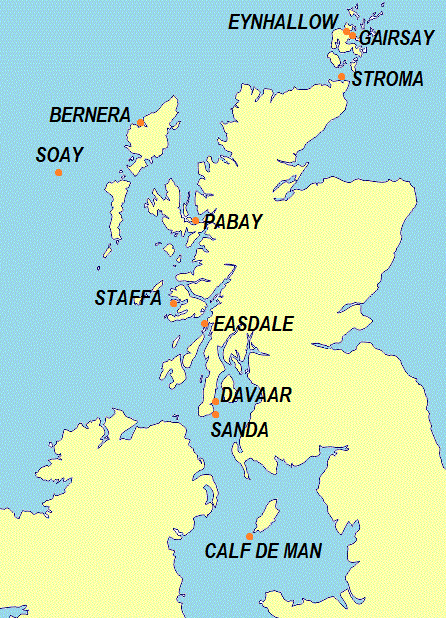 EYNHALLOW
GAIRSAY
STROMA
BERNERA
SOAY
PABAY
STAFFA
EASDALE
DAVAAR
SANDA
CALF DE MAN